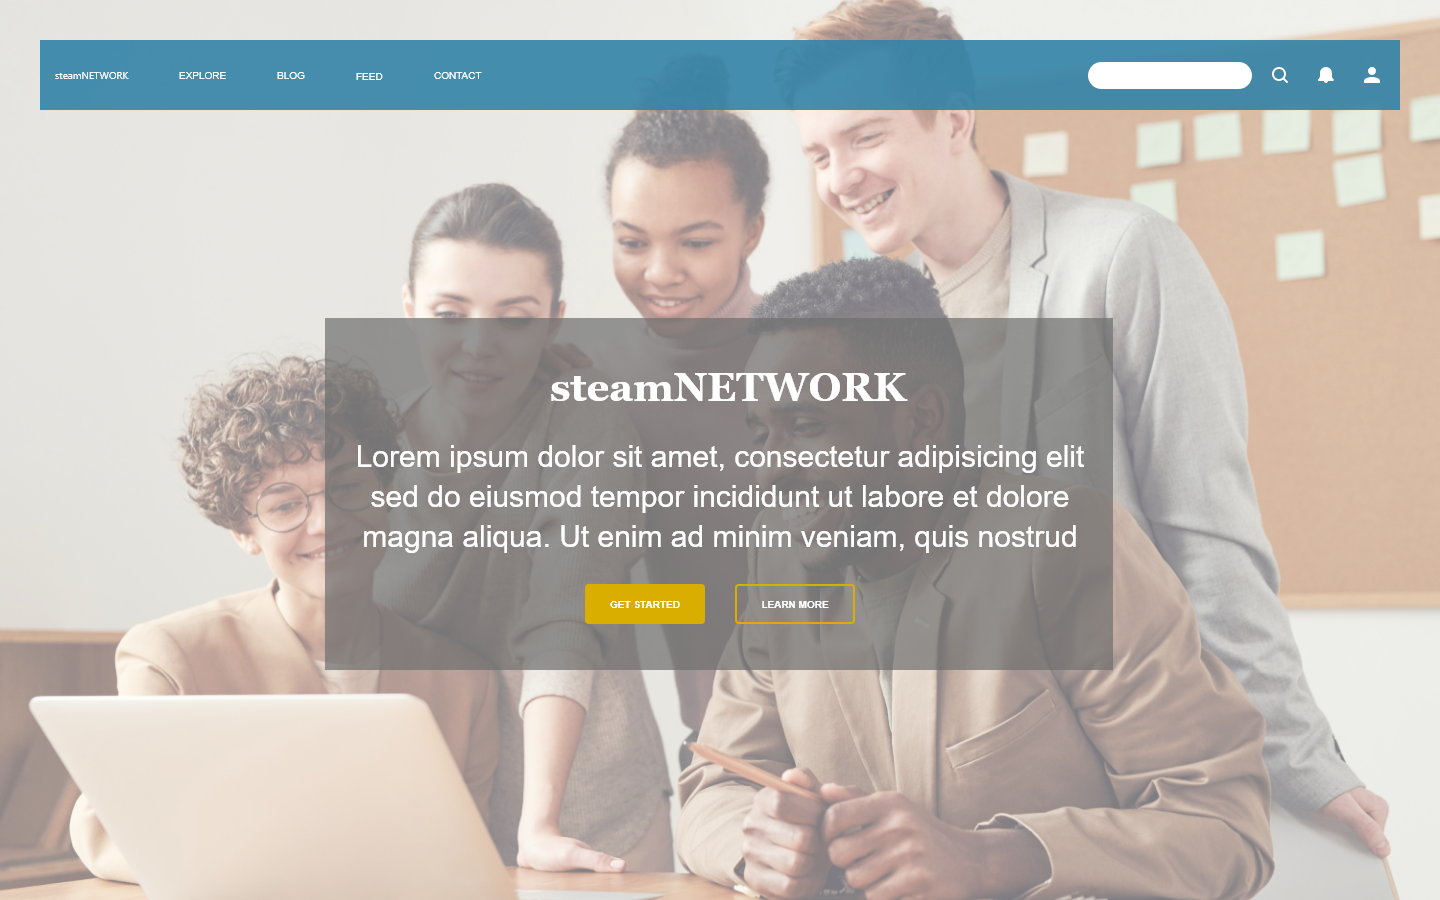 steamNETWORK EXPLORE BLOG FEED CONTACT
steamNETWORK
Lorem ipsum dolor sit amet, consectetur adipisicing elit
sed do eiusmod tempor incididunt ut labore et dolore
magna aliqua. Ut enim ad minim veniam, quis nostrud
GET STARTED LEARN MORE